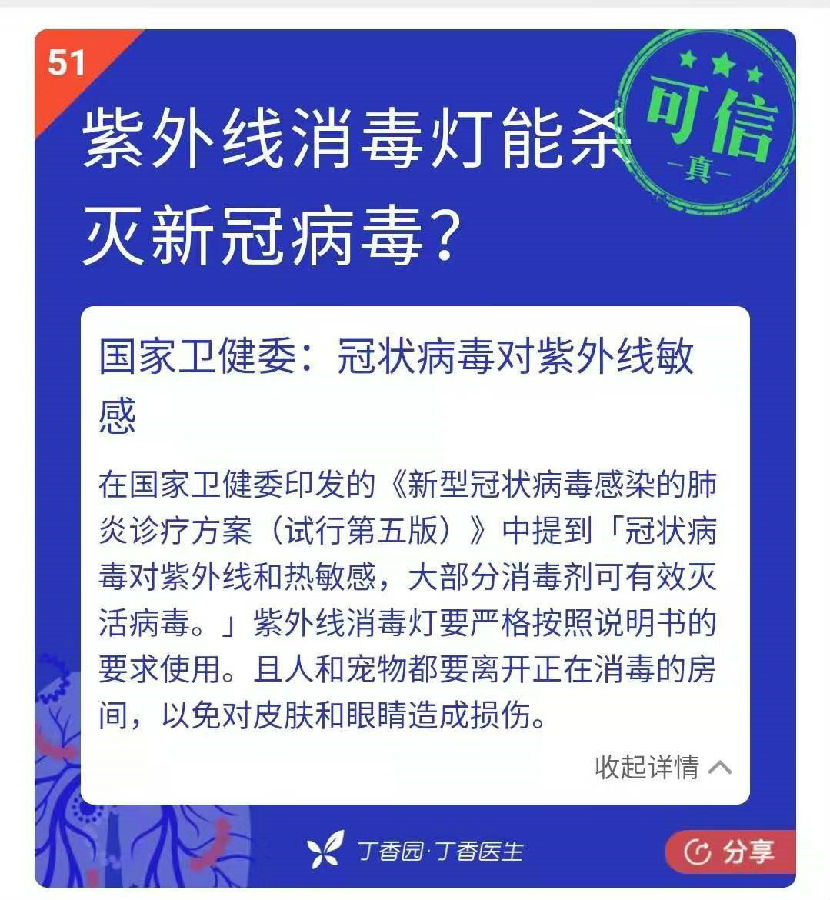 51
可信
真
紫外线消毒灯能杀
灭新冠病毒？
国家卫健委：冠状病毒对紫外线敏
感
在国家卫健委印发的《新型冠状病毒感染的肺
炎诊疗方案（试行第五版）》中提到「冠状病
毒对紫外线和热敏感，大部分消毒剂可有效灭
活病毒。」紫外线消毒灯要严格按照说明书的
要求使用。且人和宠物都要离开正在消毒的房
间，以免对皮肤和眼睛造成损伤。
收起详情
丁香园·丁香医生
分享